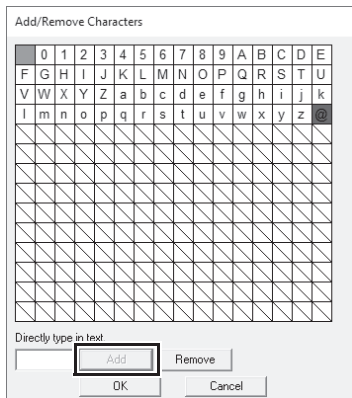 Add/Remove Characters
0 1 2 3 4 5 6 7 8 9 A B C D E
F G H I J K L M N O P Q R S T U
V W X Y Z a b c d e f g h i j k
l m n o p q r s t u v w x y z @
Directly type in text.
Add Remove
OK Cancel